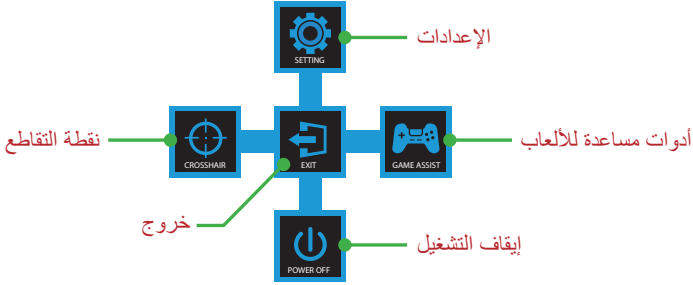 الإعدادات
SETTING
نقطة التقاطع
CROSSHAIR
EXIT
GAME ASSIST
أدوات مساعدة للألعاب
خروج
POWER OFF
إيقاف التشغيل